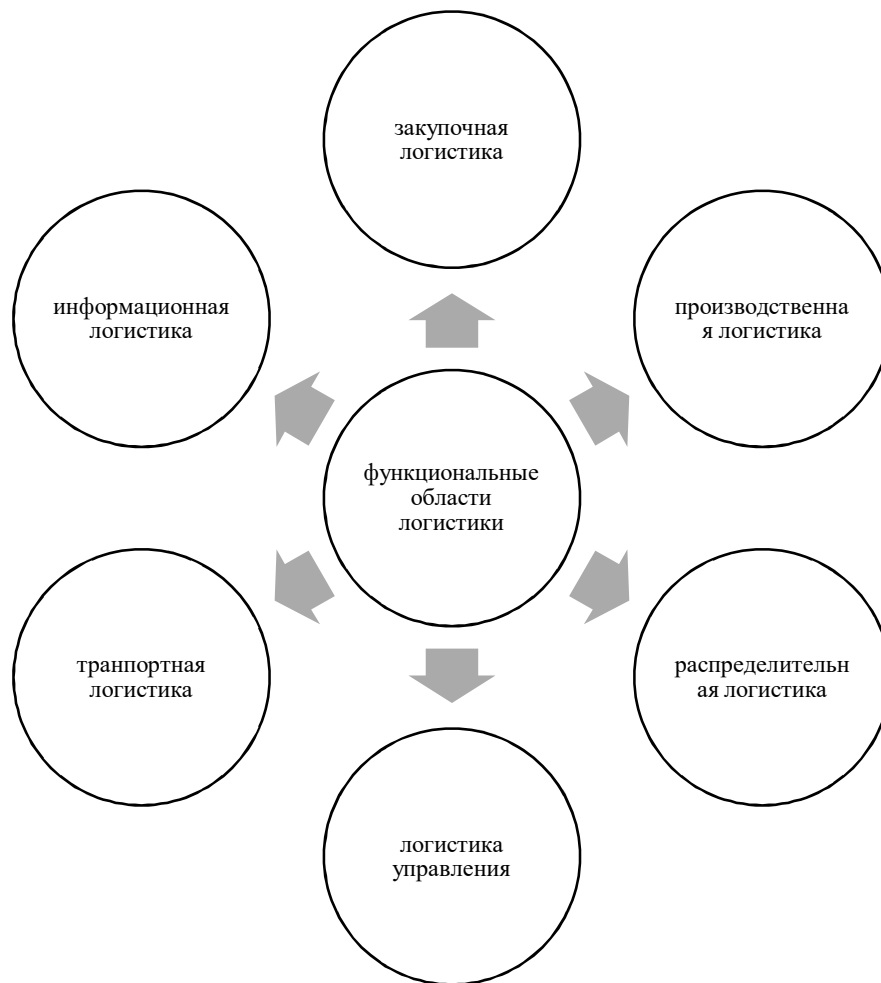 закупочная
логистика
информационная
логистика
производственна
я логистика
функциональные
области
логистики
транпортная
логистика
распределительн
ая логистика
логистика
управления